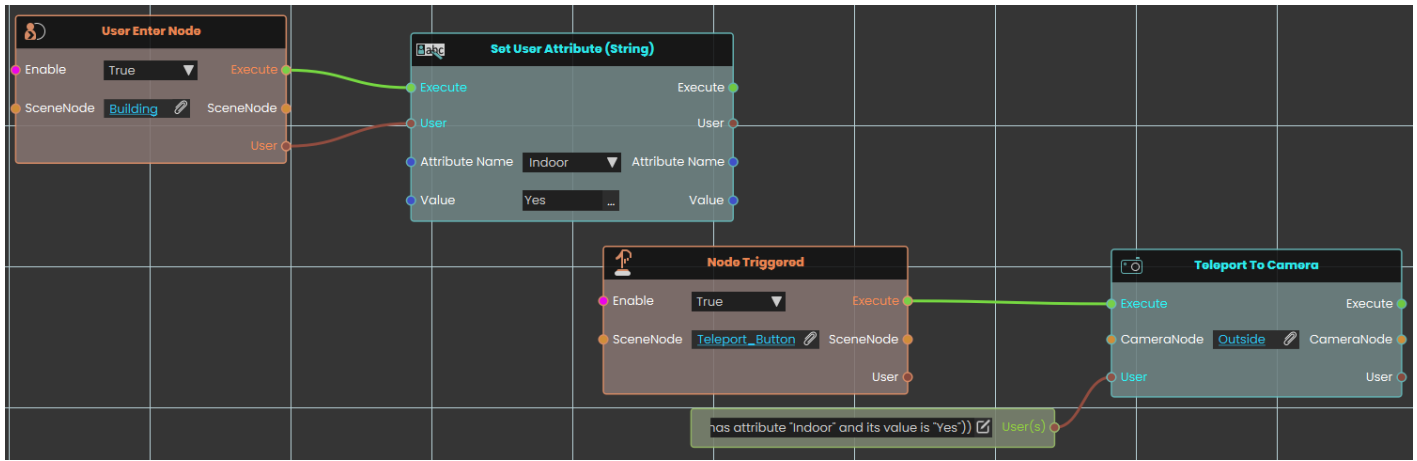 User Enter Node
Enable True Execute
SceneNode Building SceneNode
User
abc Set User Attribute (String)
Execute Execute
User User
Attribute Name Indoor Attribute Name
Value Yes ... Value
Node Triggered
Enable True Execute
SceneNode Teleport_Button SceneNode
User
Teleport To Camera
Execute Execute
CameraNode Outside CameraNode
User User
has attribute "Indoor" and its value is "Yes")) User(s)